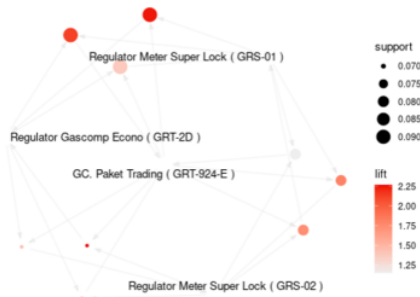 Regulator Meter Super Lock ( GRS-01 )
support
0.070
0.075
0.080
0.085
0.090
Regulator Gascomp Econo ( GRT-2D )
GC. Paket Trading ( GRT-924-E )
lift
2.25
2.00
1.75
1.50
1.25
Regulator Meter Super Lock ( GRS-02 )